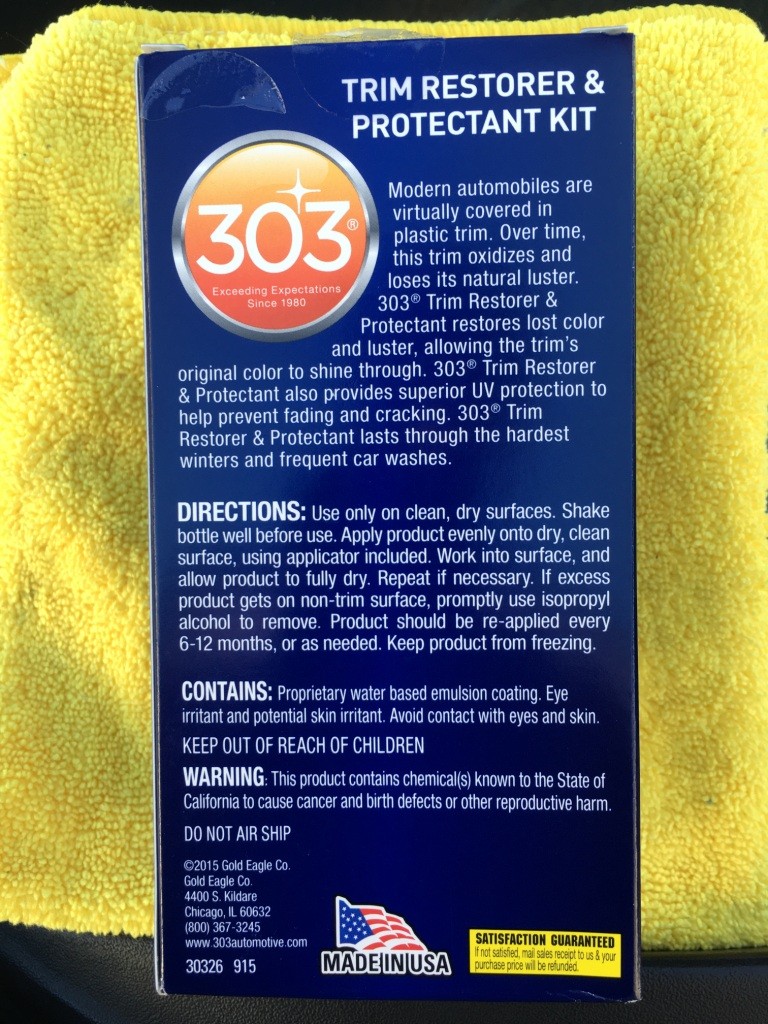 TRIM RESTORER &
PROTECTANT KIT
303®
Exceeding Expectations
Since 1980
Modern automobiles are
virtually covered in
plastic trim. Over time,
this trim oxidizes and
loses its natural luster.
303® Trim Restorer &
Protectant restores lost color
and luster, allowing the trim's
original color to shine through. 303® Trim Restorer
& Protectant also provides superior UV protection to
help prevent fading and cracking. 303® Trim
Restorer & Protectant lasts through the hardest
winters and frequent car washes.
DIRECTIONS: Use only on clean, dry surfaces. Shake
bottle well before use. Apply product evenly onto dry, clean
surface, using applicator included. Work into surface, and
allow product to fully dry. Repeat if necessary. If excess
product gets on non-trim surface, promptly use isopropyl
alcohol to remove. Product should be re-applied every
6-12 months, or as needed. Keep product from freezing.
CONTAINS: Proprietary water based emulsion coating. Eye
irritant and potential skin irritant. Avoid contact with eyes and skin.
KEEP OUT OF REACH OF CHILDREN
WARNING: This product contains chemical(s) known to the State of
California to cause cancer and birth defects or other reproductive harm.
DO NOT AIR SHIP
©2015 Gold Eagle Co.
Gold Eagle Co.
4400 S. Kildare
Chicago, IL 60632
(800) 367-3245
www.303automotive.com
30326 915
MADE IN USA
SATISFACTION GUARANTEED
If not satisfied, mail sales receipt to us & your
purchase price will be refunded.